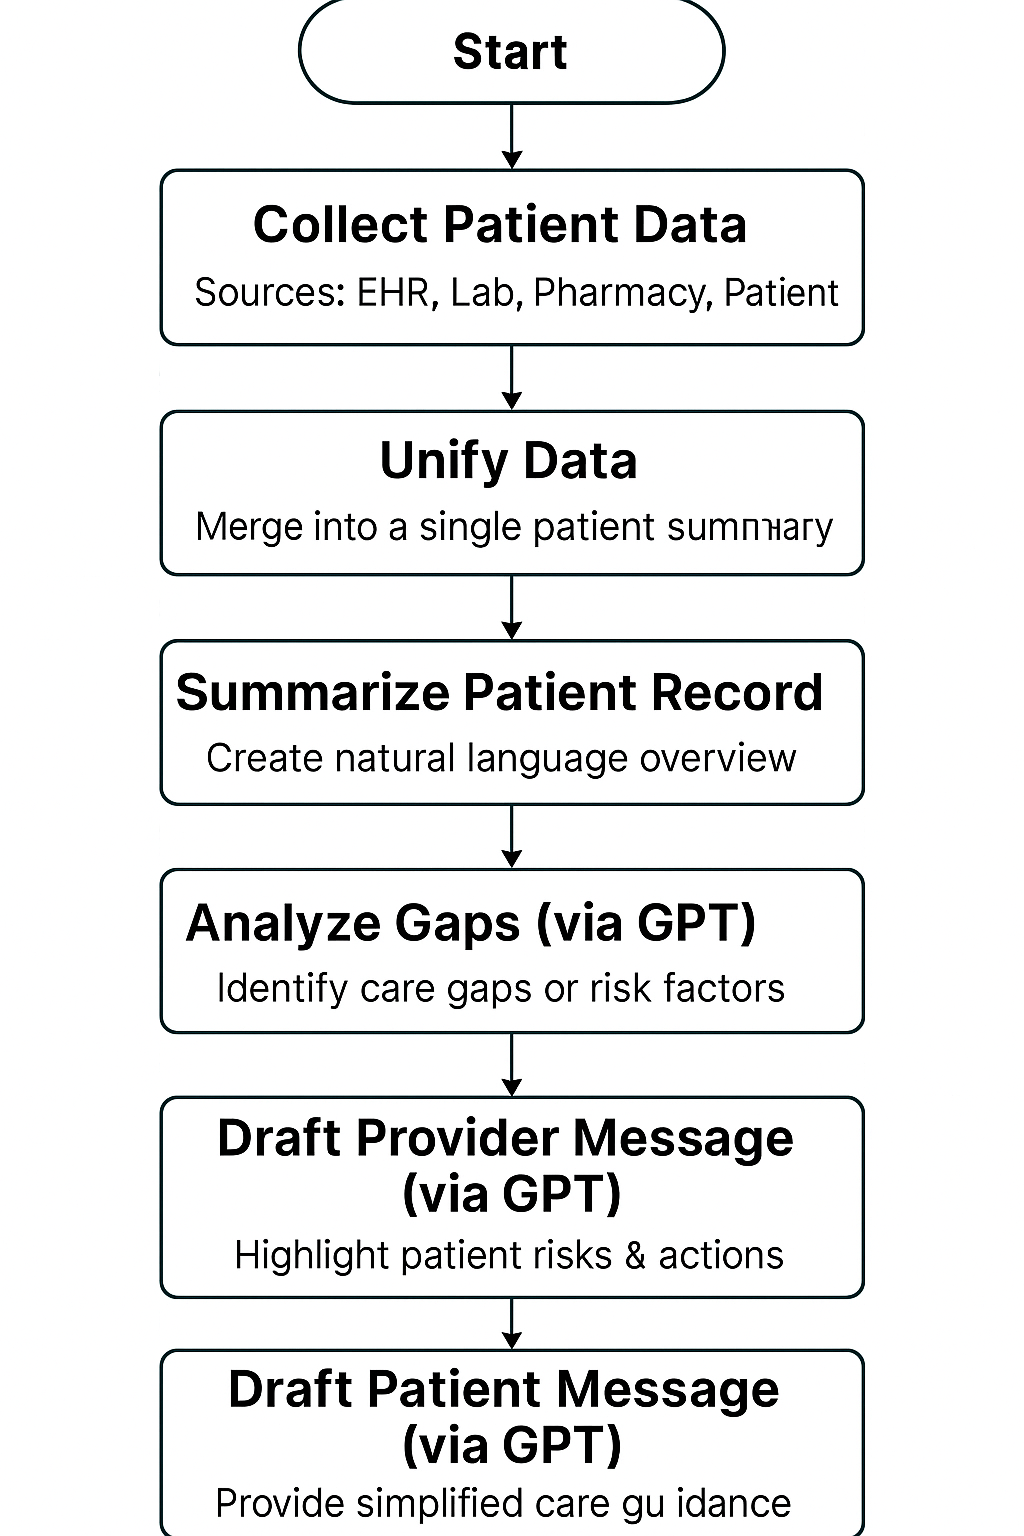 Start
Collect Patient Data
Sources: EHR, Lab, Pharmacy, Patient
Unify Data
Merge into a single patient summary
Summarize Patient Record
Create natural language overview
Analyze Gaps (via GPT)
Identify care gaps or risk factors
Draft Provider Message
(via GPT)
Highlight patient risks & actions
Draft Patient Message
(via GPT)
Provide simplified care gu idance